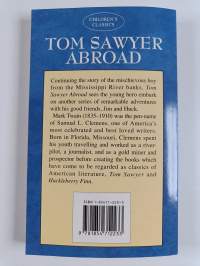 CHILDREN'S
CLASSICS
TOM SAWYER
ABROAD
Continuing the story of the mischievous boy
from the Mississippi River banks, Tom
Sawyer Abroad sees the young hero embark
on another series of remarkable adventures
with his good friends, Jim and Huck.
Mark Twain (1835–1910) was the pen-name
of Samual L. Clemens, one of America's
most celebrated and best loved writers.
Born in Florida, Missouri, Clemens spent
his youth travelling and worked as a river
pilot, a journalist, and as a gold miner and
prospector before creating the books which
have come to be regarded as classics of
American literature, Tom Sawyer and
Huckleberry Finn.